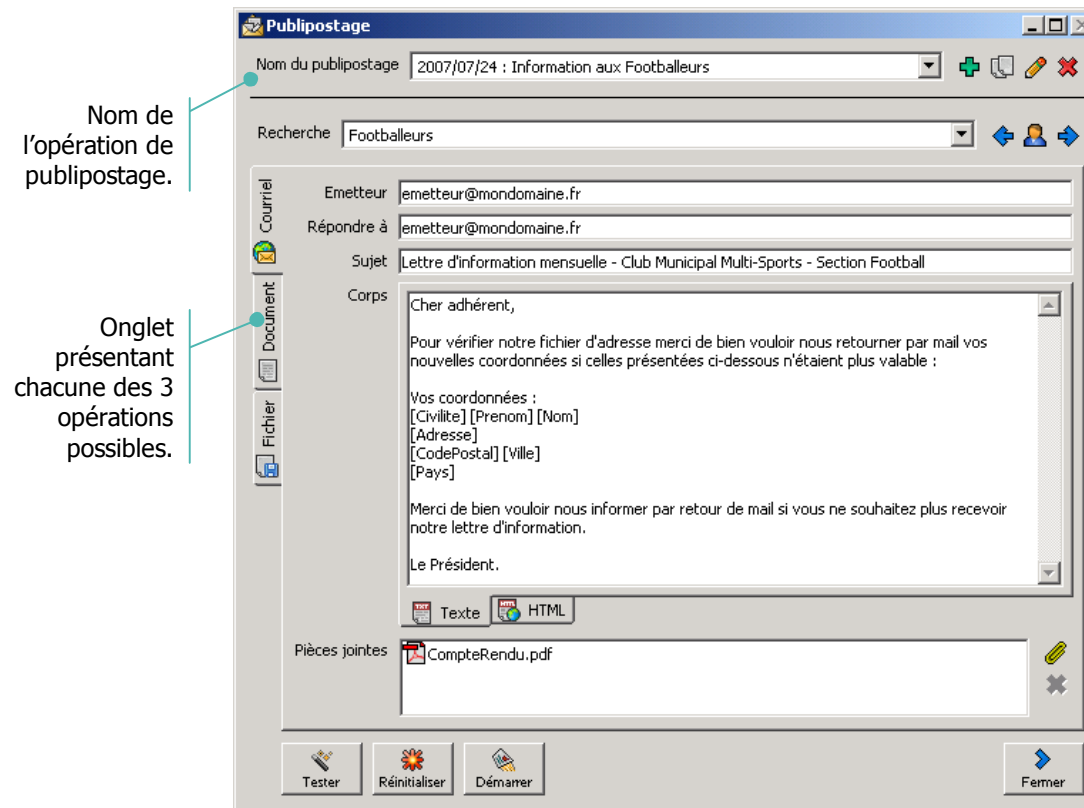 Publipostage
Nom du publipostage 2007/07/24 : Information aux Footballeurs
Nom de
l'opération de
publipostage.
Recherche Footballeurs
Courriel
Document
Fichier
Onglet
présentant
chacune des 3
opérations
possibles.
Emetteur emetteur@mondomaine.fr
Répondre à emetteur@mondomaine.fr
Sujet Lettre d'information mensuelle - Club Municipal Multi-Sports - Section Football
Corps
Cher adhérent,
Pour vérifier notre fichier d'adresse merci de bien vouloir nous retourner par mail vos
nouvelles coordonnées si celles présentées ci-dessous n'étaient plus valable :
Vos coordonnées :
[Civilite] [Prenom] [Nom]
[Adresse]
[CodePostal] [Ville]
[Pays]
Merci de bien vouloir nous informer par retour de mail si vous ne souhaitez plus recevoir
notre lettre d'information.
Le Président.
Texte HTML
Pièces jointes CompteRendu.pdf
Tester Réinitialiser Démarrer Fermer